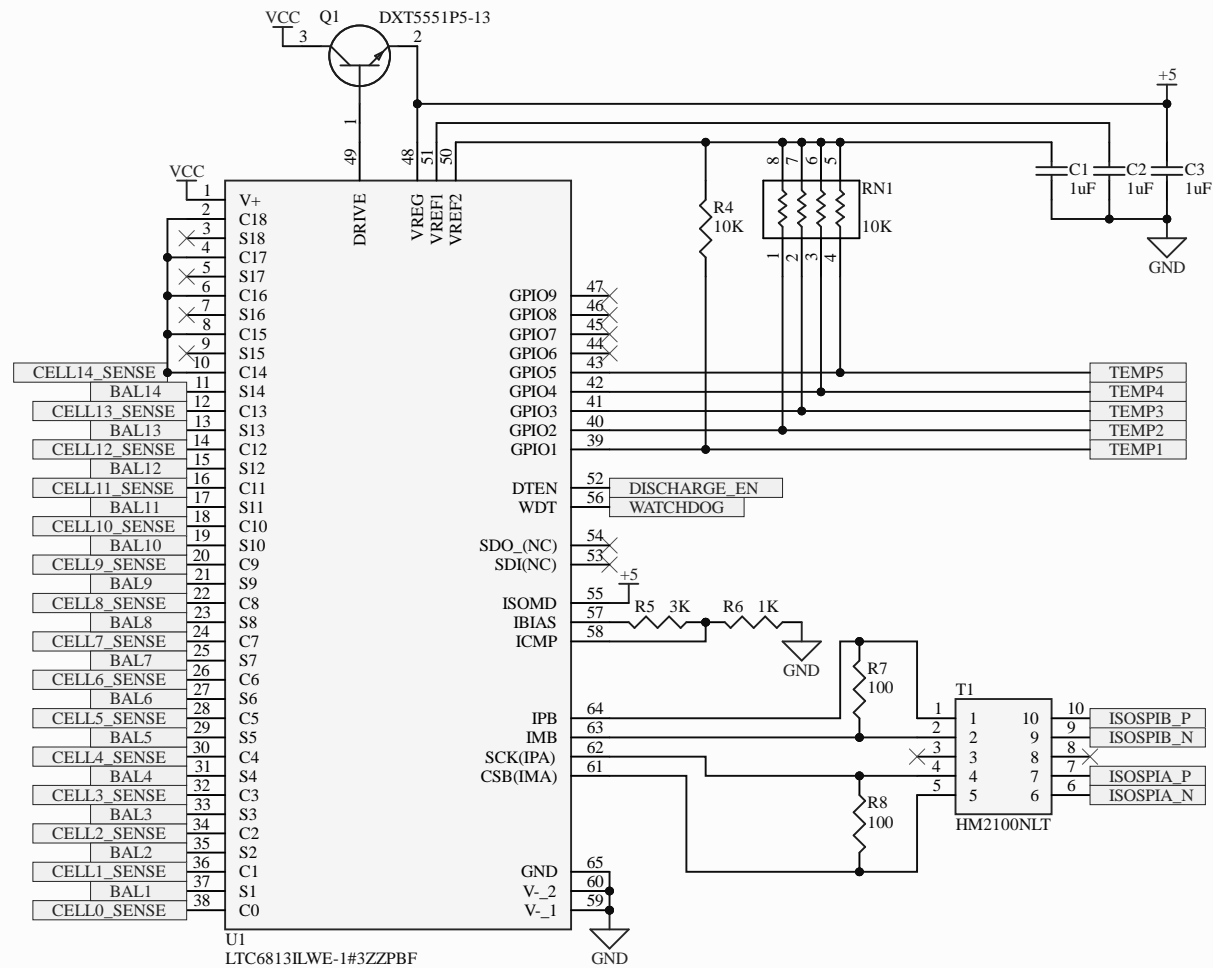 VCC Q1 DXT5551P5-13
3 2
1
+5
49 48 51 50
VCC
DRIVE VREG VREF1 VREF2
8 7 6 5
RN1
10K
1 2 3 4
R4
10K
C1
1uF
C2
1uF
C3
1uF
GND
1 V+
2 C18
3 S18
4 C17
5 S17
6 C16
7 S16
8 C15
9 S15
CELL14_SENSE 10 C14
BAL14 11 S14
CELL13_SENSE 12 C13
BAL13 13 S13
CELL12_SENSE 14 C12
BAL12 15 S12
CELL11_SENSE 16 C11
BAL11 17 S11
CELL10_SENSE 18 C10
BAL10 19 S10
CELL9_SENSE 20 C9
BAL9 21 S9
CELL8_SENSE 22 C8
BAL8 23 S8
CELL7_SENSE 24 C7
BAL7 25 S7
CELL6_SENSE 26 C6
BAL6 27 S6
CELL5_SENSE 28 C5
BAL5 29 S5
CELL4_SENSE 30 C4
BAL4 31 S4
CELL3_SENSE 32 C3
BAL3 33 S3
CELL2_SENSE 34 C2
BAL2 35 S2
CELL1_SENSE 36 C1
BAL1 37 S1
CELL0_SENSE 38 C0
GPIO9 47
GPIO8 46
GPIO7 45
GPIO6 44
GPIO5 43 TEMP5
GPIO4 42 TEMP4
GPIO3 41 TEMP3
GPIO2 40 TEMP2
GPIO1 39 TEMP1
DTEN 52 DISCHARGE_EN
WDT 56 WATCHDOG
SDO_(NC) 54
SDI(NC) 53
+5
ISOMD 55
IBIAS 57 R5 3K R6 1K
ICMP 58
GND
IPB 64
IMB 63
SCK(IPA) 62
CSB(IMA) 61
R7
100
R8
100
T1
1 1 10 10 ISOSPIB_P
2 2 9 9 ISOSPIB_N
3 3 8 8
4 4 7 7 ISOSPIA_P
5 5 6 6 ISOSPIA_N
HM2100NLT
GND 65
V-_2 60
V-_1 59
GND
U1
LTC6813ILWE-1#3ZZPBF